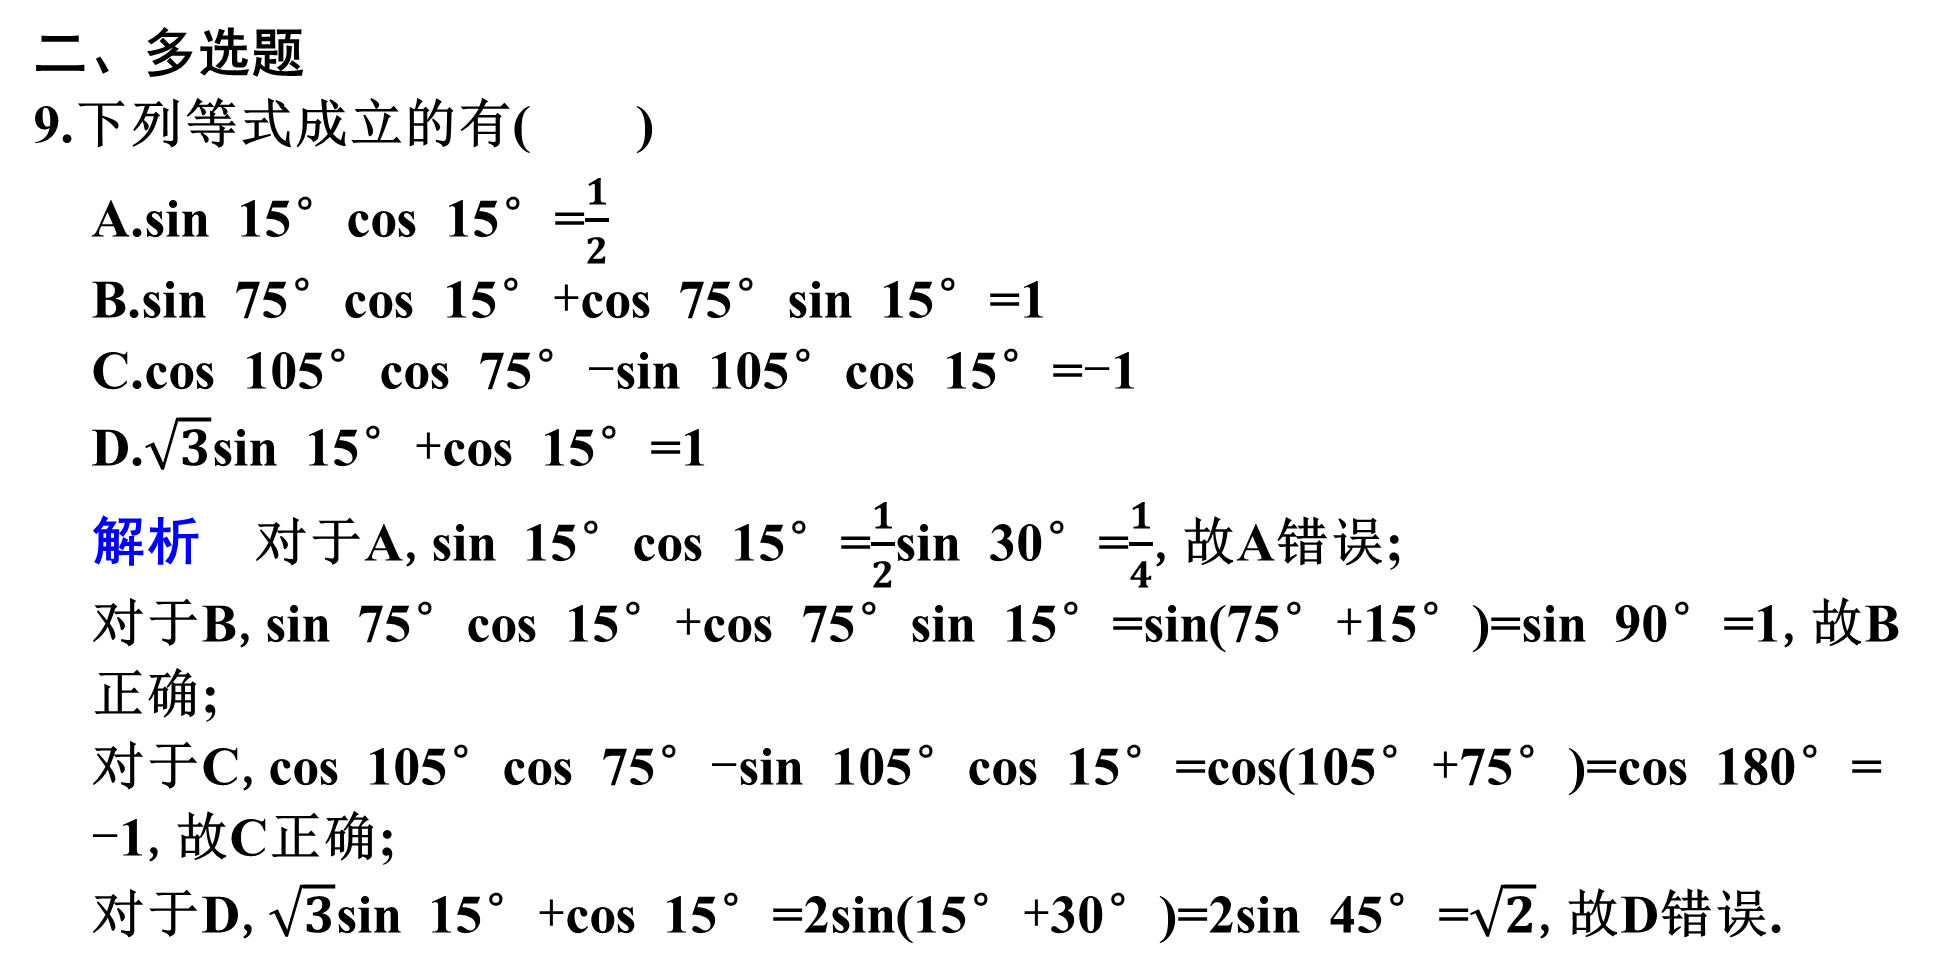 二、多选题
9.下列等式成立的有(　　)
A.sin 15°cos 15°=\frac{1}{2}
B.sin 75°cos 15°+cos 75°sin 15°=1
C.cos 105°cos 75°−sin 105°cos 15°=−1
D.√3sin 15°+cos 15°=1
解析　对于A, sin 15°cos 15°=\frac{1}{2}sin 30°=\frac{1}{4}, 故A错误;
对于B, sin 75°cos 15°+cos 75°sin 15°=sin(75°+15°)=sin 90°=1, 故B
正确;
对于C, cos 105°cos 75°−sin 105°cos 15°=cos(105°+75°)=cos 180°=
−1, 故C正确;
对于D, √3sin 15°+cos 15°=2sin(15°+30°)=2sin 45°=√2, 故D错误.